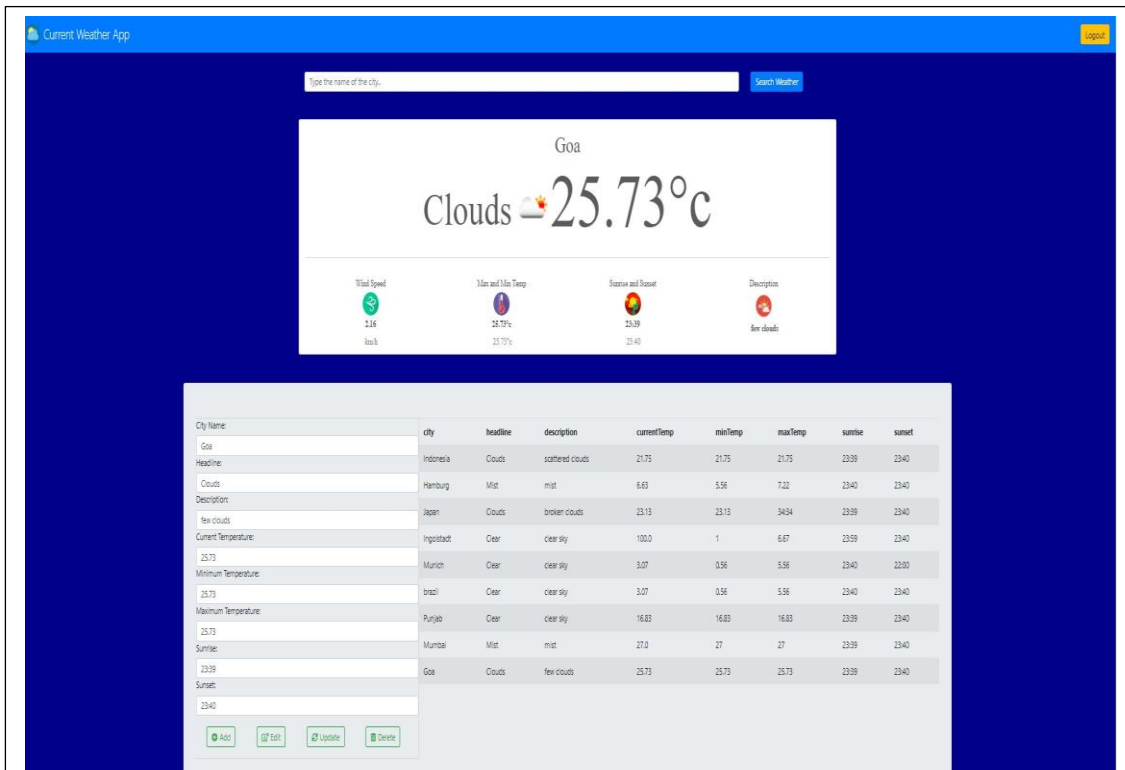 Current Weather App
Logout
Type the name of the city..
Search Weather
Goa
Clouds 25.73°c
Wind Speed Max and Min Temp Sunrise and Sunset Description
2.16 25.73°c 23:39 few clouds
km/h 25.73°c 23:40
City Name:
Goa
Headline:
Clouds
Description:
few clouds
Current Temperature:
25.73
Minimum Temperature:
25.73
Maximum Temperature:
25.73
Sunrise:
23:39
Sunset:
23:40
Add Edit Update Delete
city headline description currentTemp minTemp maxTemp sunrise sunset
Indonesia Clouds scattered clouds 21.75 21.75 21.75 23:39 23:40
Hamburg Mist mist 6.63 5.56 7.22 23:40 23:40
Japan Clouds broken clouds 23.13 23.13 34:34 23:39 23:40
Ingolstadt Clear clear sky 100.0 1 6.67 23:59 23:40
Munich Clear clear sky 3.07 0.56 5.56 23:40 22:00
brazil Clear clear sky 3.07 0.56 5.56 23:40 23:40
Punjab Clear clear sky 16.83 16.83 16.83 23:39 23:40
Mumbai Mist mist 27.0 27 27 23:39 23:40
Goa Clouds few clouds 25.73 25.73 25.73 23:39 23:40